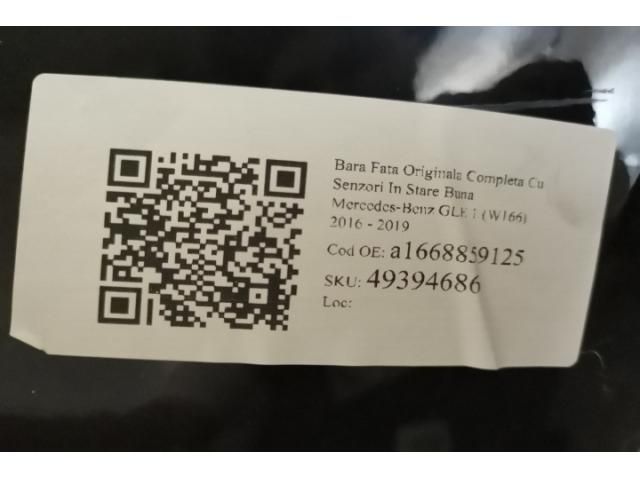 Bara Fata Originala Completa Cu
Senzori In Stare Buna
Mercedes-Benz GLE 1 (W166)
2016 - 2019
Cod OE: a1668859125
SKU: 49394686
Loc: